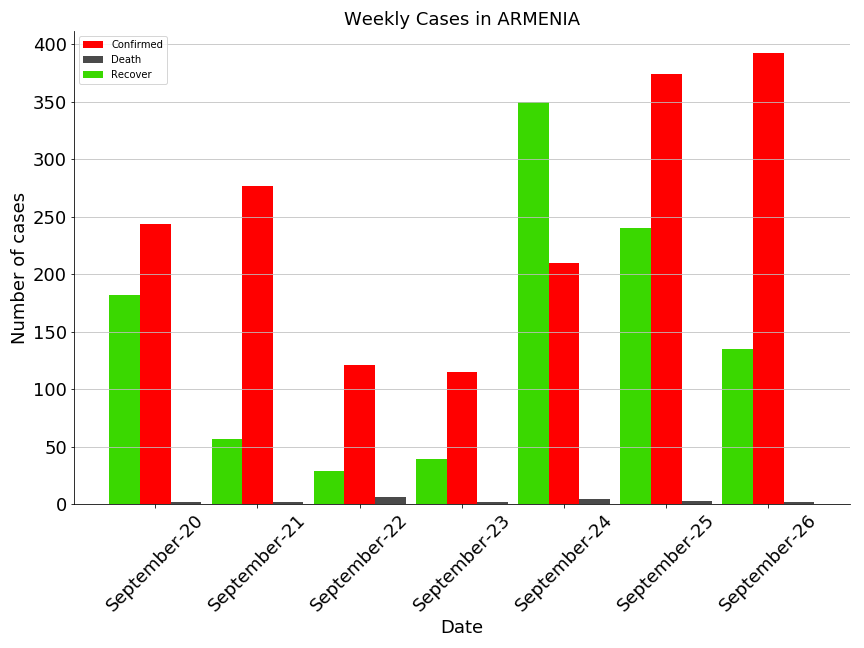 Weekly Cases in ARMENIA
Confirmed
Death
Recover
Number of cases
400
350
300
250
200
150
100
50
0
September-20
September-21
September-22
September-23
September-24
September-25
September-26
Date